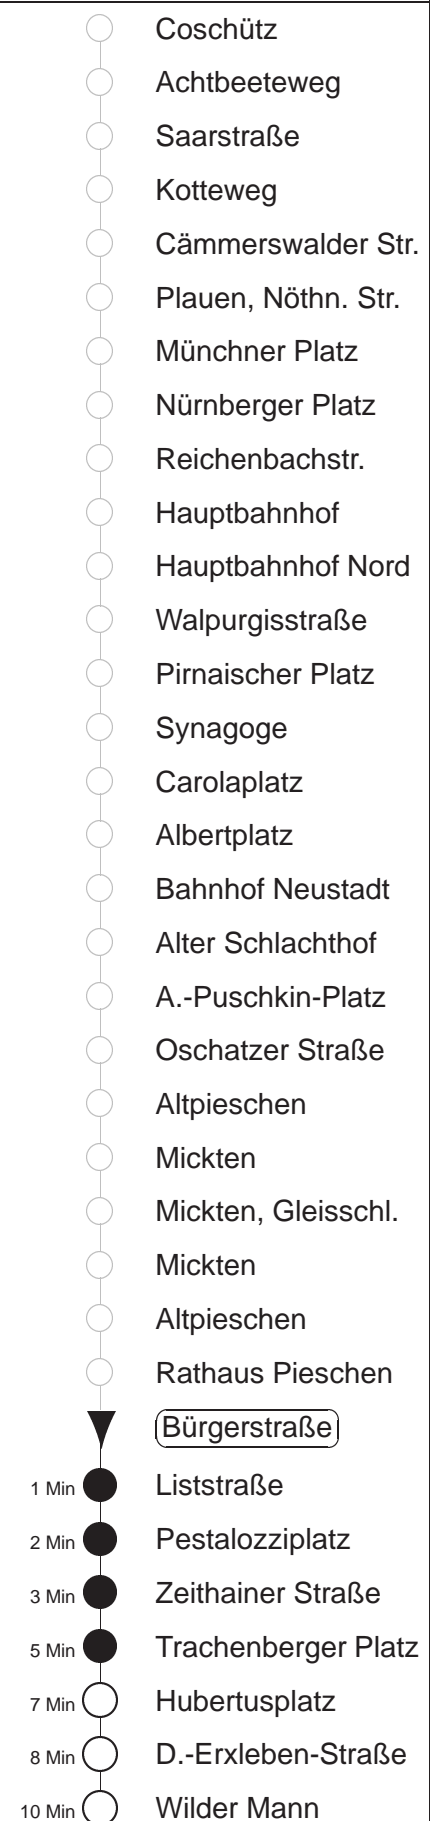 Coschütz
Achtbeeteweg
Saarstraße
Kotteweg
Cämmerswalder Str.
Plauen, Nöthn. Str.
Münchner Platz
Nürnberger Platz
Reichenbachstr.
Hauptbahnhof
Hauptbahnhof Nord
Walpurgisstraße
Pirnaischer Platz
Synagoge
Carolaplatz
Albertplatz
Bahnhof Neustadt
Alter Schlachthof
A.-Puschkin-Platz
Oschatzer Straße
Altpieschen
Mickten
Mickten, Gleisschl.
Mickten
Altpieschen
Rathaus Pieschen
Bürgerstraße
1 Min Liststraße
2 Min Pestalozziplatz
3 Min Zeithainer Straße
5 Min Trachenberger Platz
7 Min Hubertusplatz
8 Min D.-Erxleben-Straße
10 Min Wilder Mann